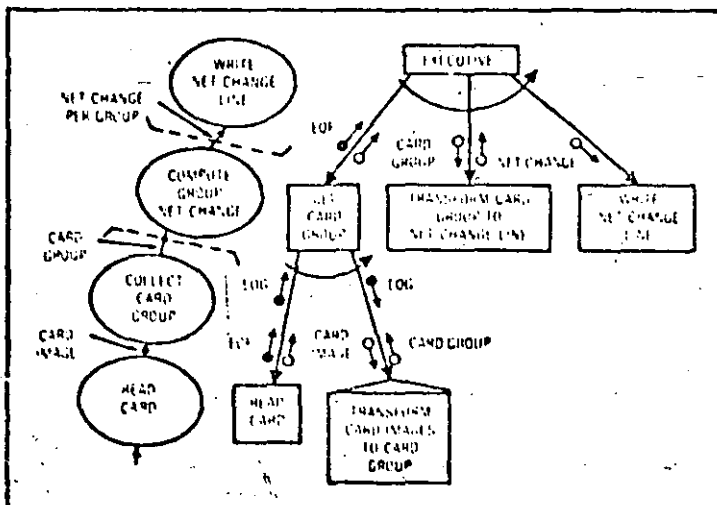 WRITE
NET CHANGE
LINE
NET CHANGE
PER GROUP
COMPUTE
GROUP
NET CHANGE
CARD
GROUP
COLLECT
CARD
GROUP
CARD
IMAGE
READ
CARD
EXECUTIVE
EOF
CARD
GROUP
NET CHANGE
GET
CARD
GROUP
TRANSFORM CARD
GROUP TO
NET CHANGE LINE
WRITE
NET CHANGE
LINE
EOG
EOG
EOF
CARD
IMAGE
CARD GROUP
READ
CARD
TRANSFORM
CARD IMAGES
TO CARD
GROUP